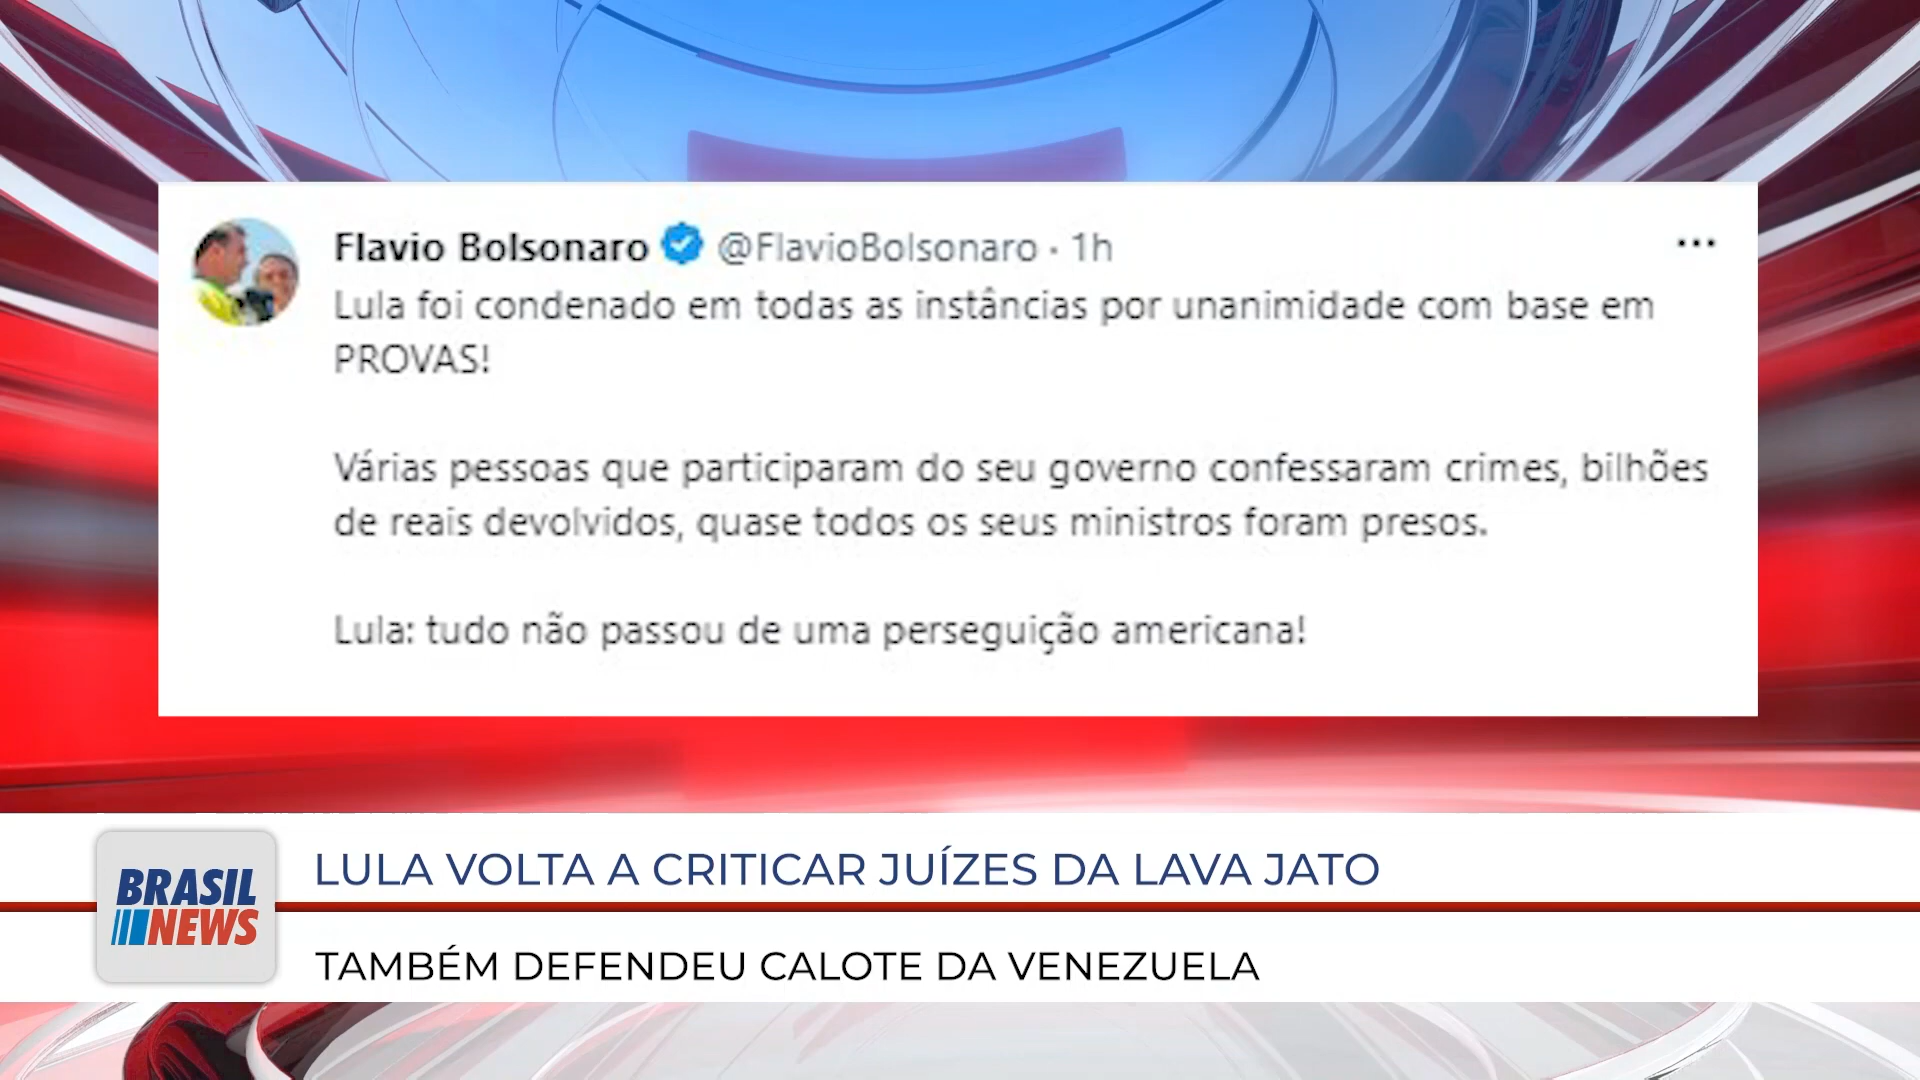 Flavio Bolsonaro @FlavioBolsonaro · 1h
Lula foi condenado em todas as instâncias por unanimidade com base em
PROVAS!
Várias pessoas que participaram do seu governo confessaram crimes, bilhões
de reais devolvidos, quase todos os seus ministros foram presos.
Lula: tudo não passou de uma perseguição americana!
BRASIL
NEWS
LULA VOLTA A CRITICAR JUÍZES DA LAVA JATO
TAMBÉM DEFENDEU CALOTE DA VENEZUELA